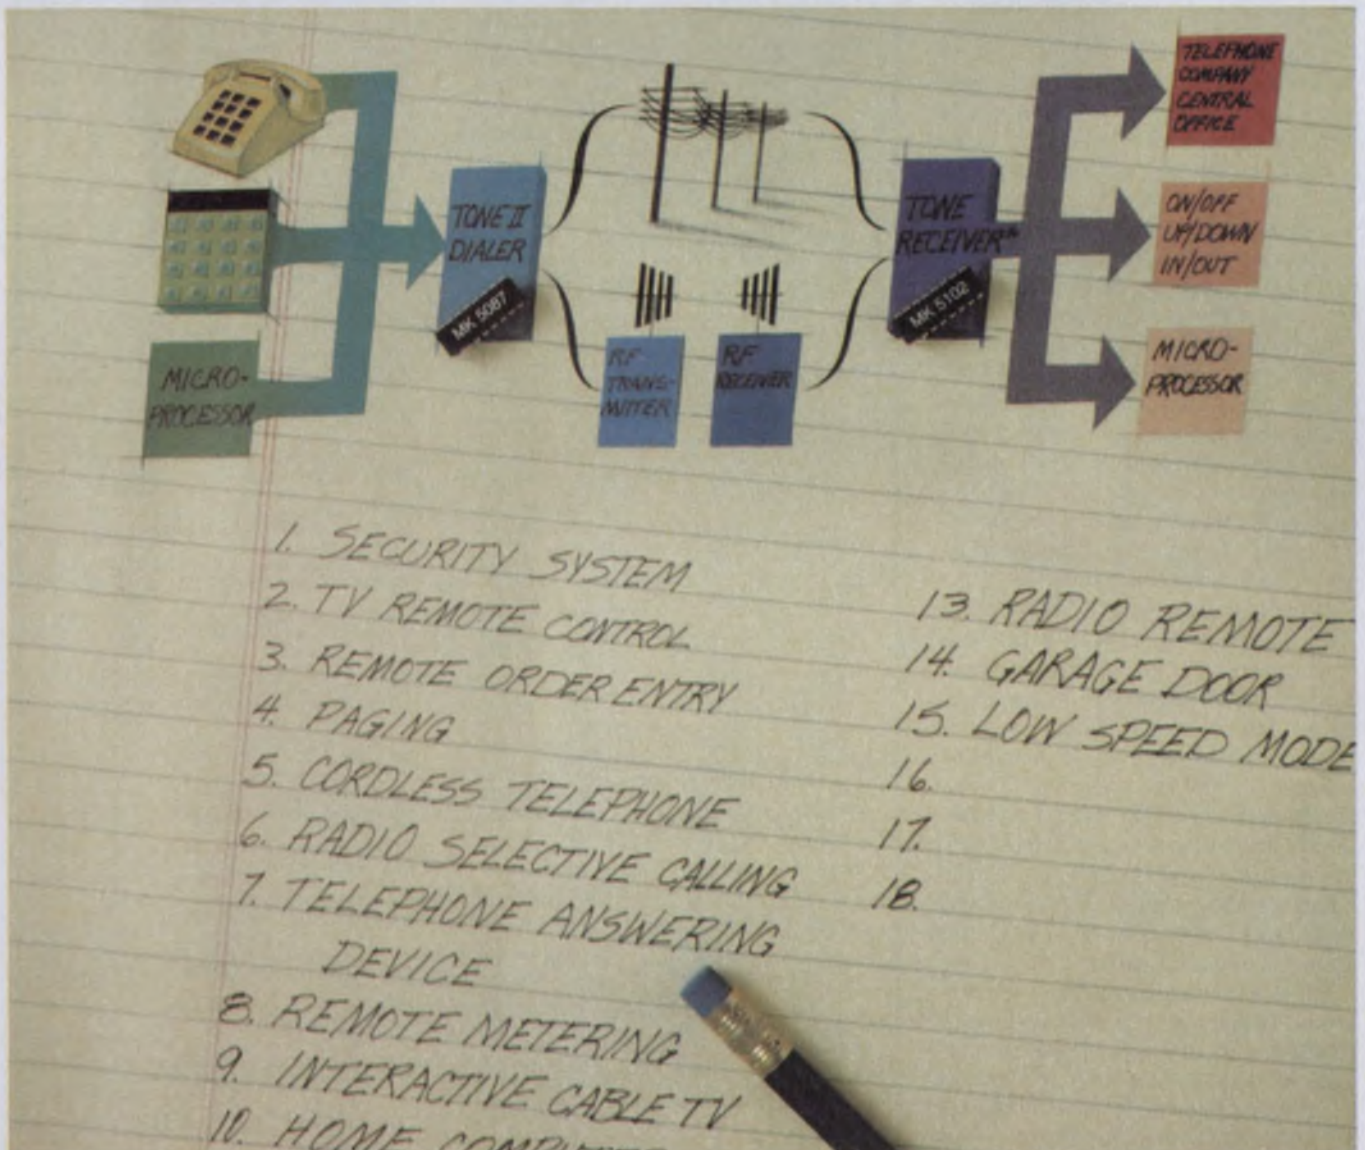 TELEPHONE
COMPANY
CENTRAL
OFFICE
TONE II
DIALER
MK 5087
TONE
RECEIVER
MK 5102
ON/OFF
UP/DOWN
IN/OUT
MICRO-
PROCESSOR
RF
TRANS-
MITTER
RF
RECEIVER
MICRO-
PROCESSOR
1. SECURITY SYSTEM
2. TV REMOTE CONTROL
3. REMOTE ORDER ENTRY
4. PAGING
5. CORDLESS TELEPHONE
6. RADIO SELECTIVE CALLING
7. TELEPHONE ANSWERING
DEVICE
8. REMOTE METERING
9. INTERACTIVE CABLE TV
10. HOME
13. RADIO REMOTE
14. GARAGE DOOR
15. LOW SPEED MODE
16.
17.
18.